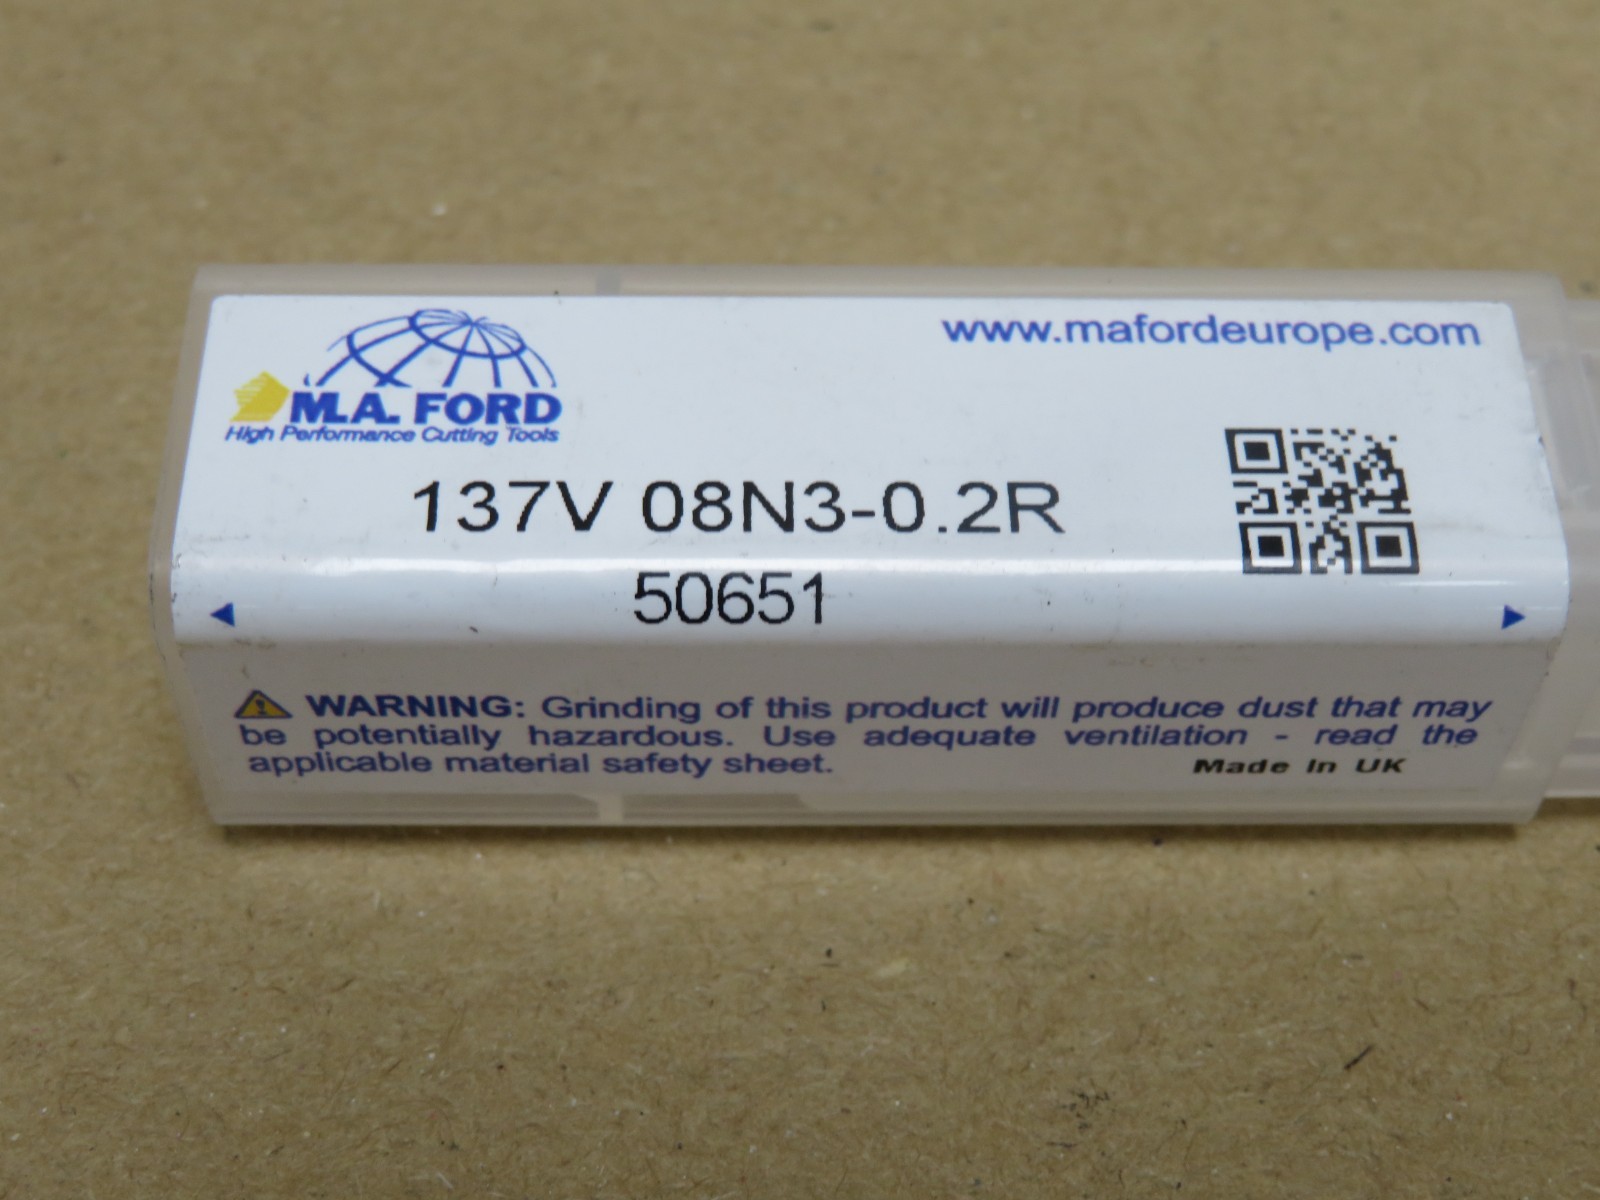 www.mafordeurope.com
M.A. FORD
High Performance Cutting Tools
137V 08N3-0.2R
50651
WARNING: Grinding of this product will produce dust that may
be potentially hazardous. Use adequate ventilation - read the
applicable material safety sheet.
Made In UK